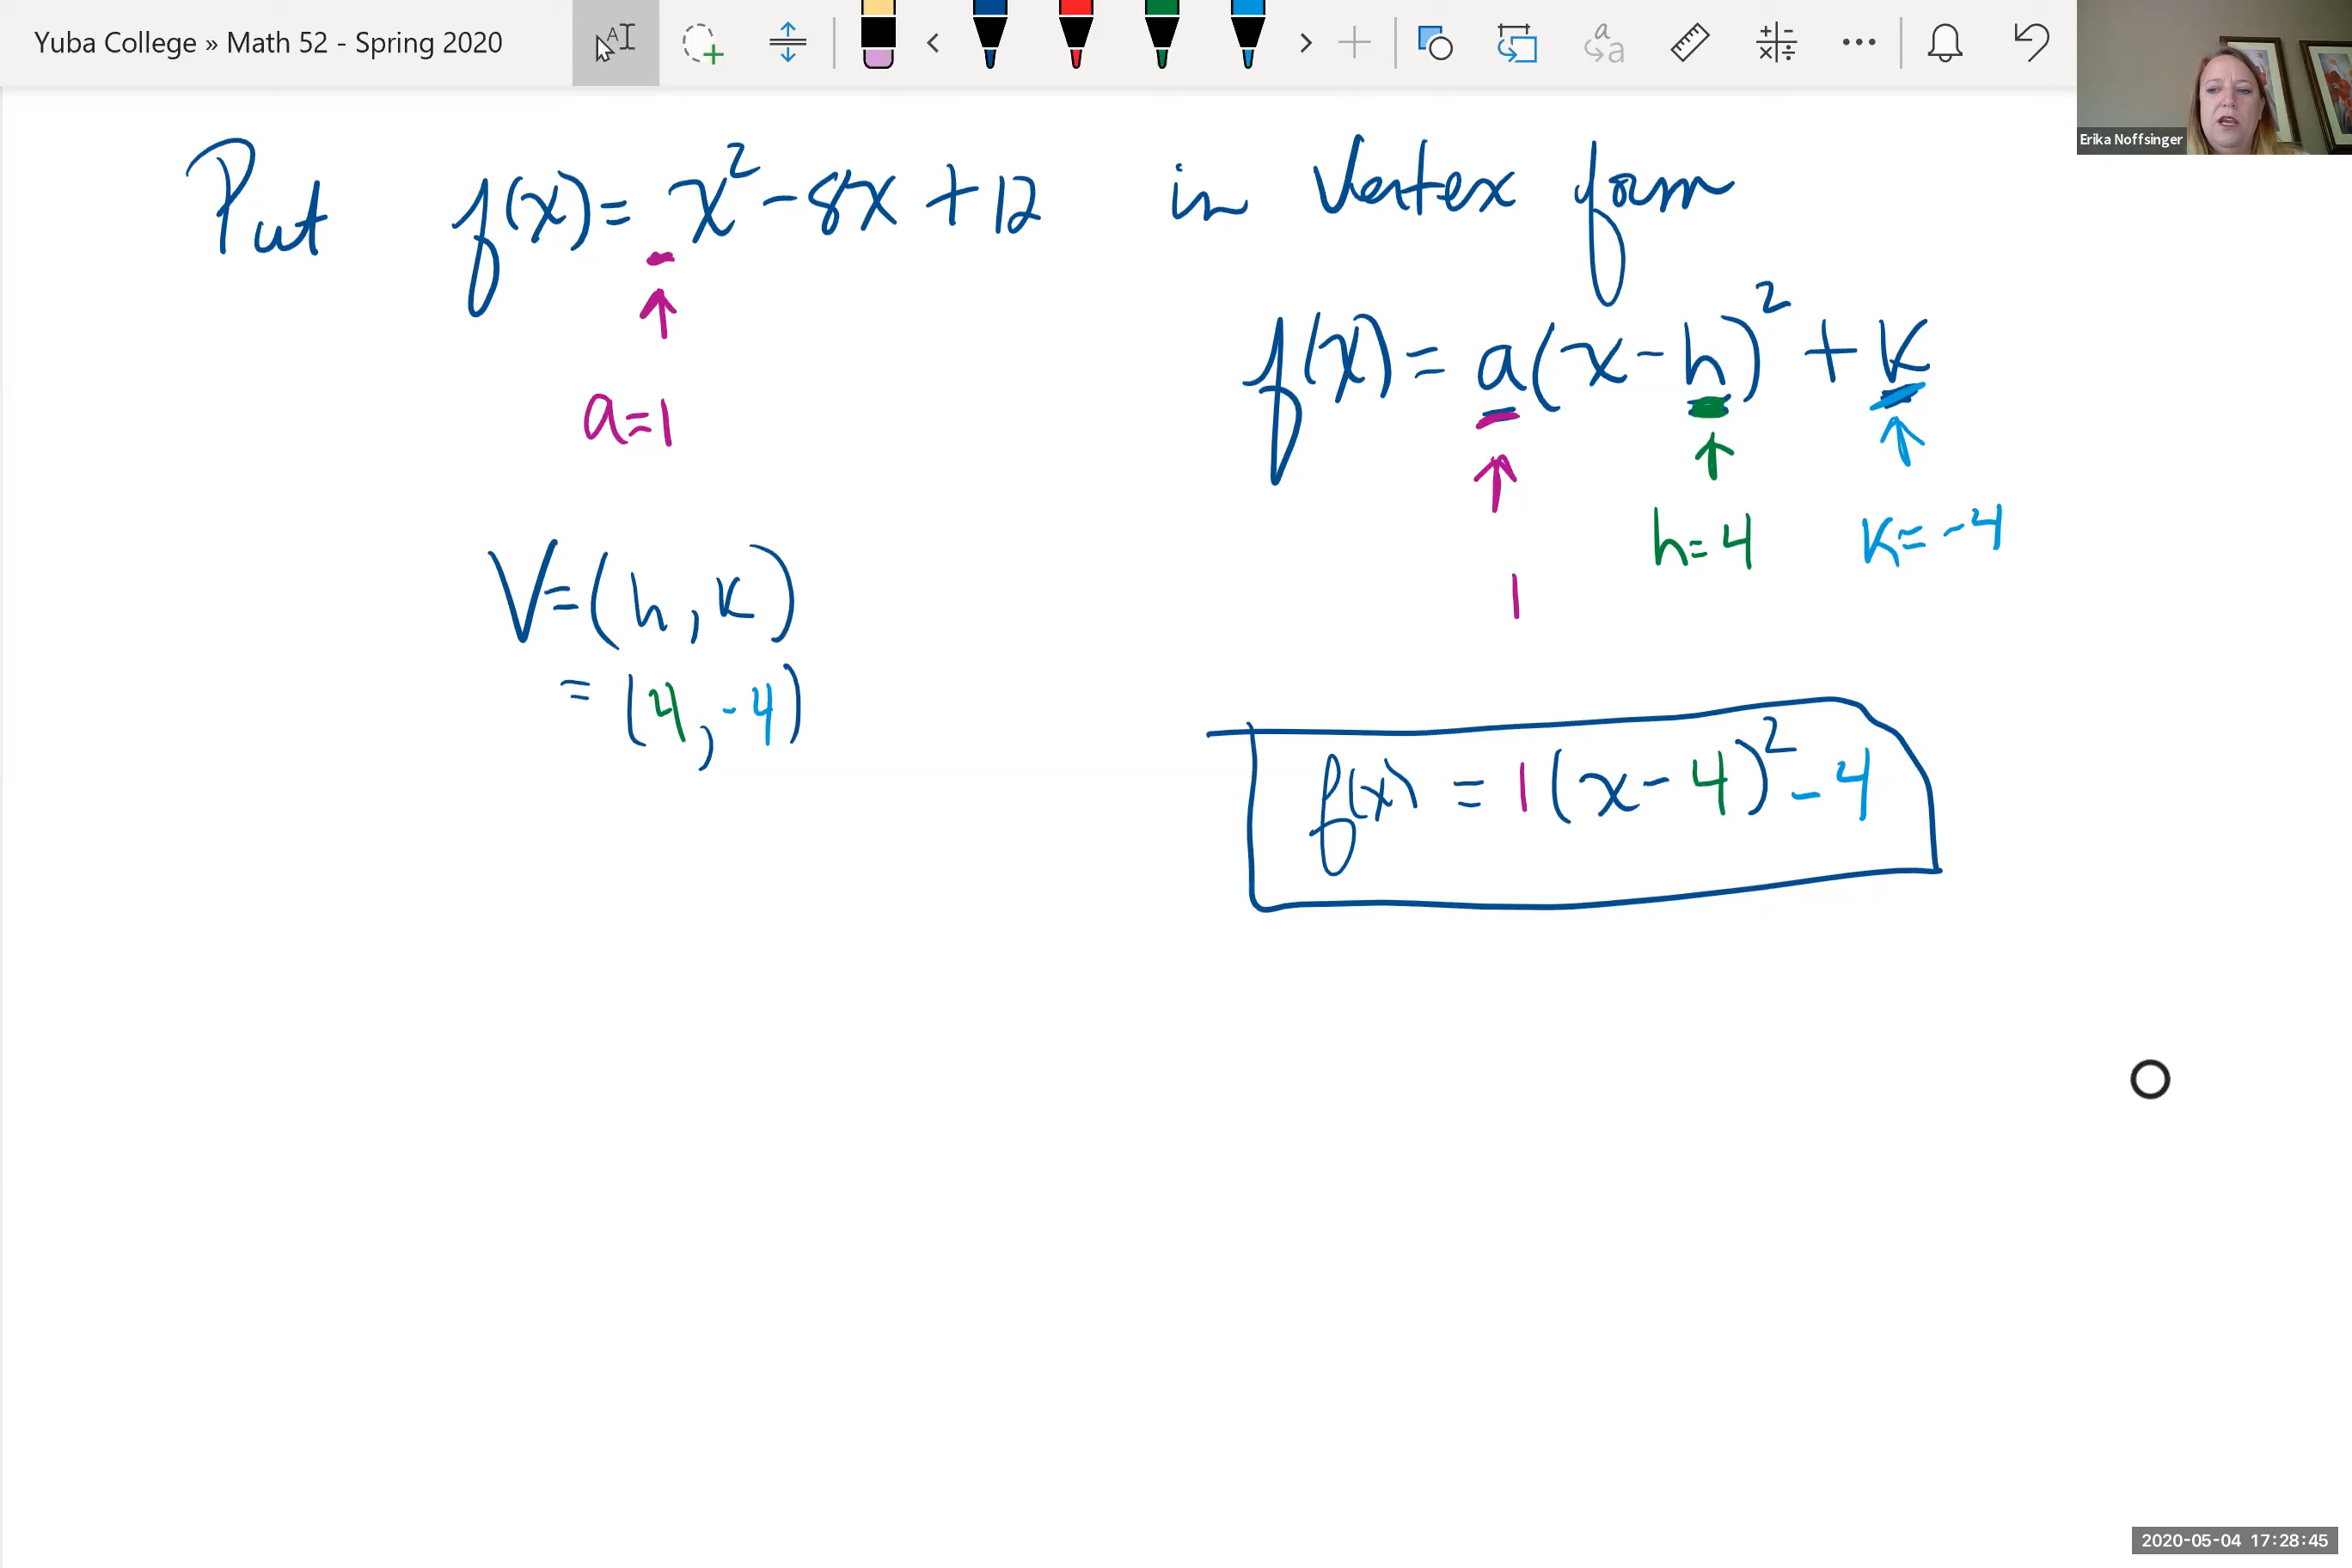 Yuba College » Math 52 - Spring 2020
Erika Noffsinger
Put f(x) = x² - 8x + 12 in Vertex form
f(x) = a(x - h)² + k
a = 1
h = 4 k = -4
1
V = (h, k)
= (4, -4)
f(x) = 1(x - 4)² - 4
2020-05-04 17:28:45